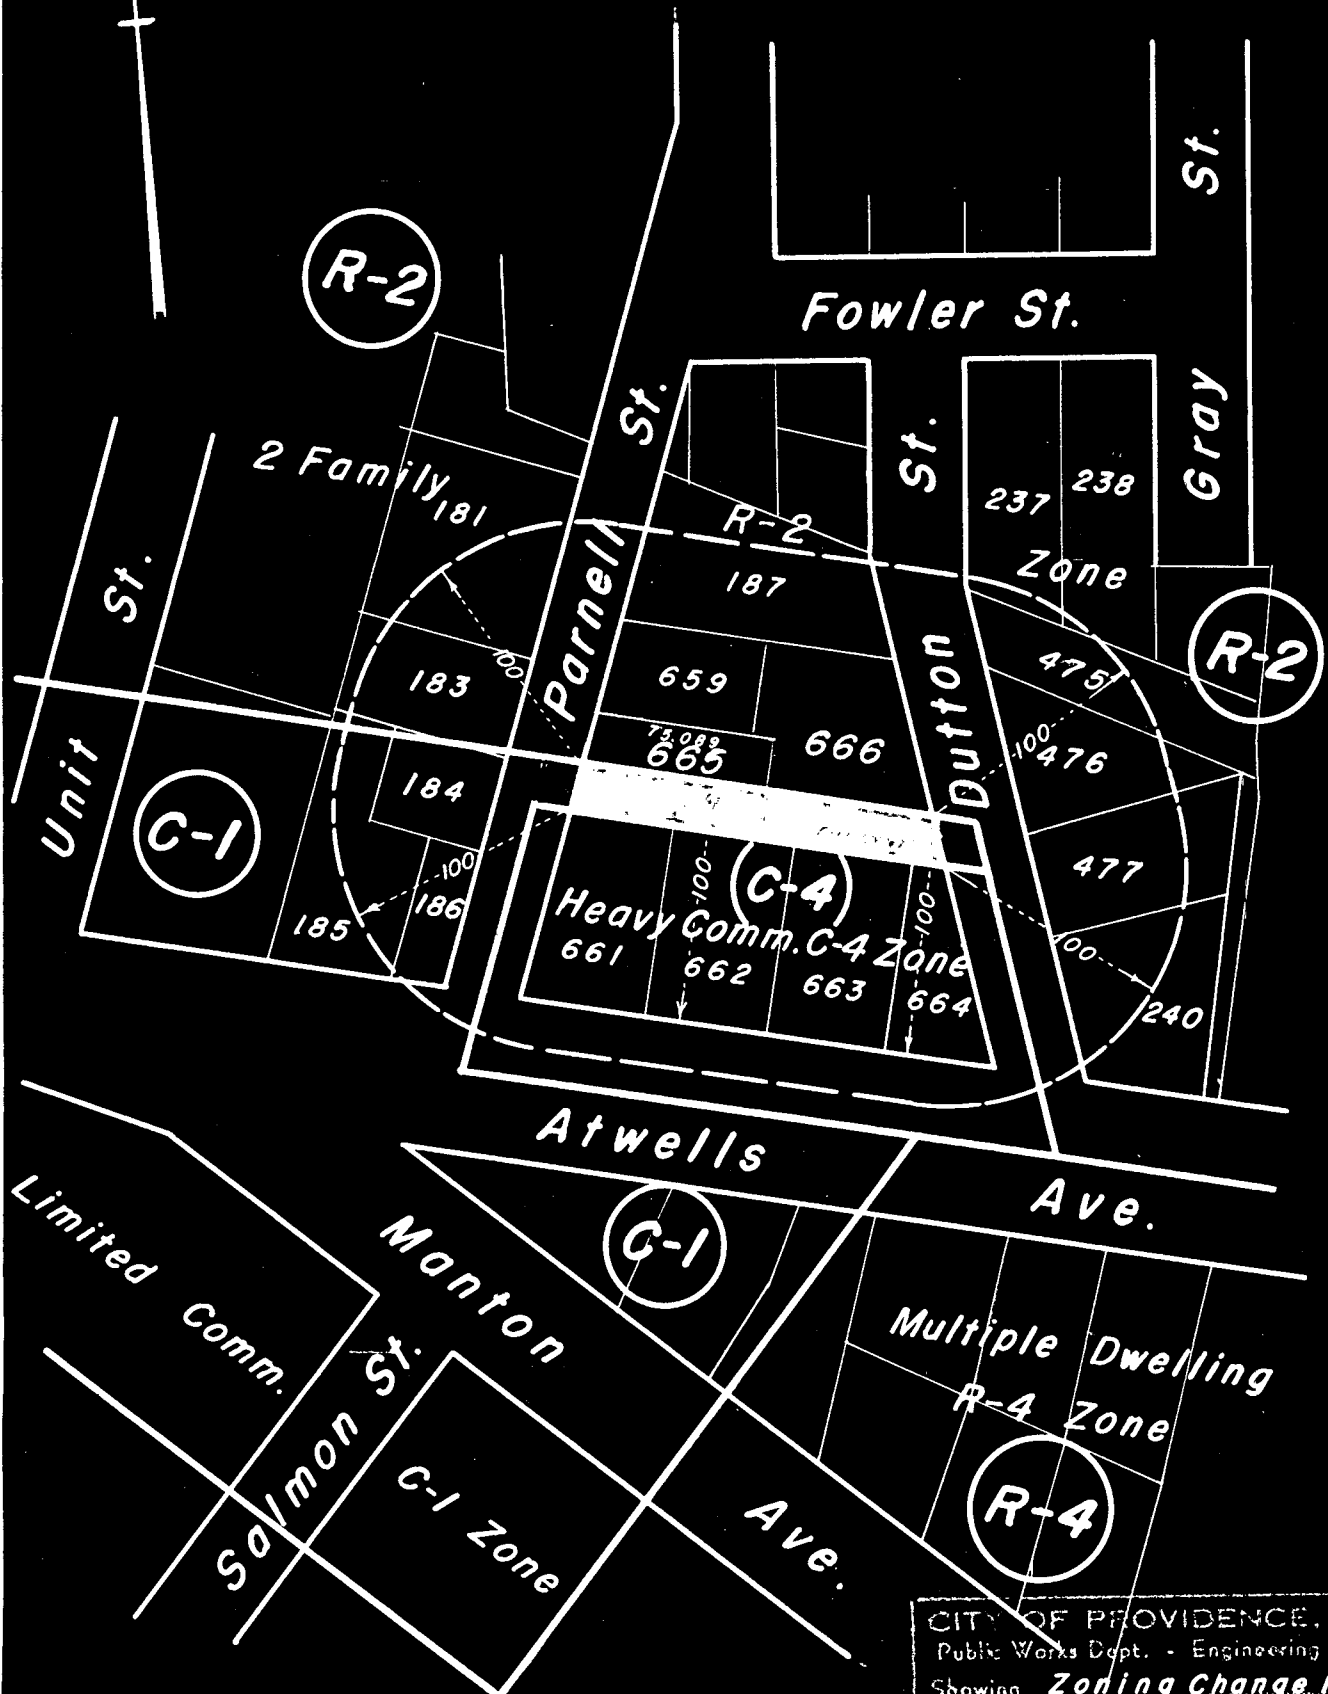 St.
R-2
Fowler St.
St.
St.
Gray
2 Family
181
237
238
R-2
Zone
187
St.
Parnell
R-2
100
183
659
475
Dutton
75,089
665
666
100
476
Unit
184
C-1
477
100
100
C-4
100
186
Heavy Comm. C-4 Zone
185
661
662
663
664
100
240
Atwells
Ave.
C-1
Limited
Comm.
Manton
Multiple Dwelling
R-4 Zone
Salmon St.
C-1 Zone
R-4
Ave.
CITY OF PROVIDENCE,
Public Works Dept. - Engineering
Showing Zoning Change